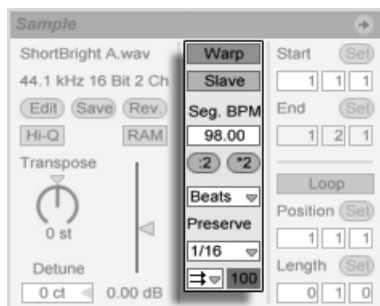 Sample
ShortBright A.wav
44.1 kHz 16 Bit 2 Ch
Edit Save Rev.
Hi-Q RAM
Transpose
0 st
Detune
0 ct 0.00 dB
Warp
Slave
Seg. BPM
98.00
:2 *2
Beats
Preserve
1/16
100
Start Set
1 1 1
End Set
1 2 1
Loop
Position Set
1 1 1
Length Set
0 1 0